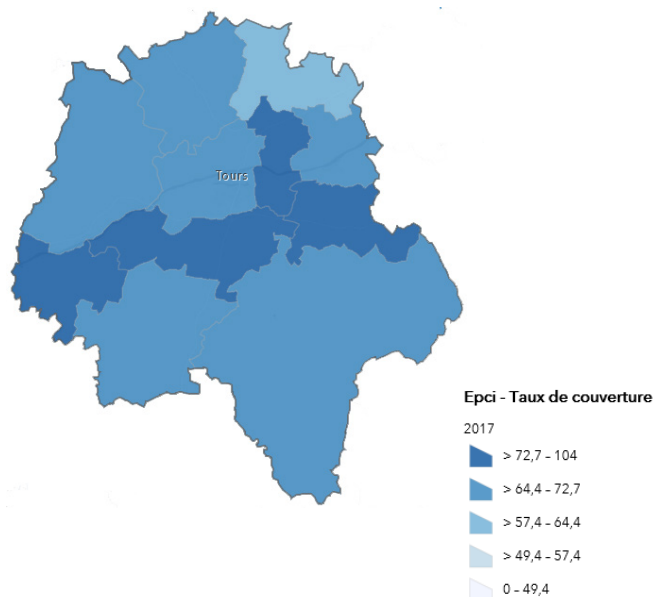 Tours
Epci - Taux de couverture
2017
> 72,7 - 104
> 64,4 - 72,7
> 57,4 - 64,4
> 49,4 - 57,4
0 - 49,4